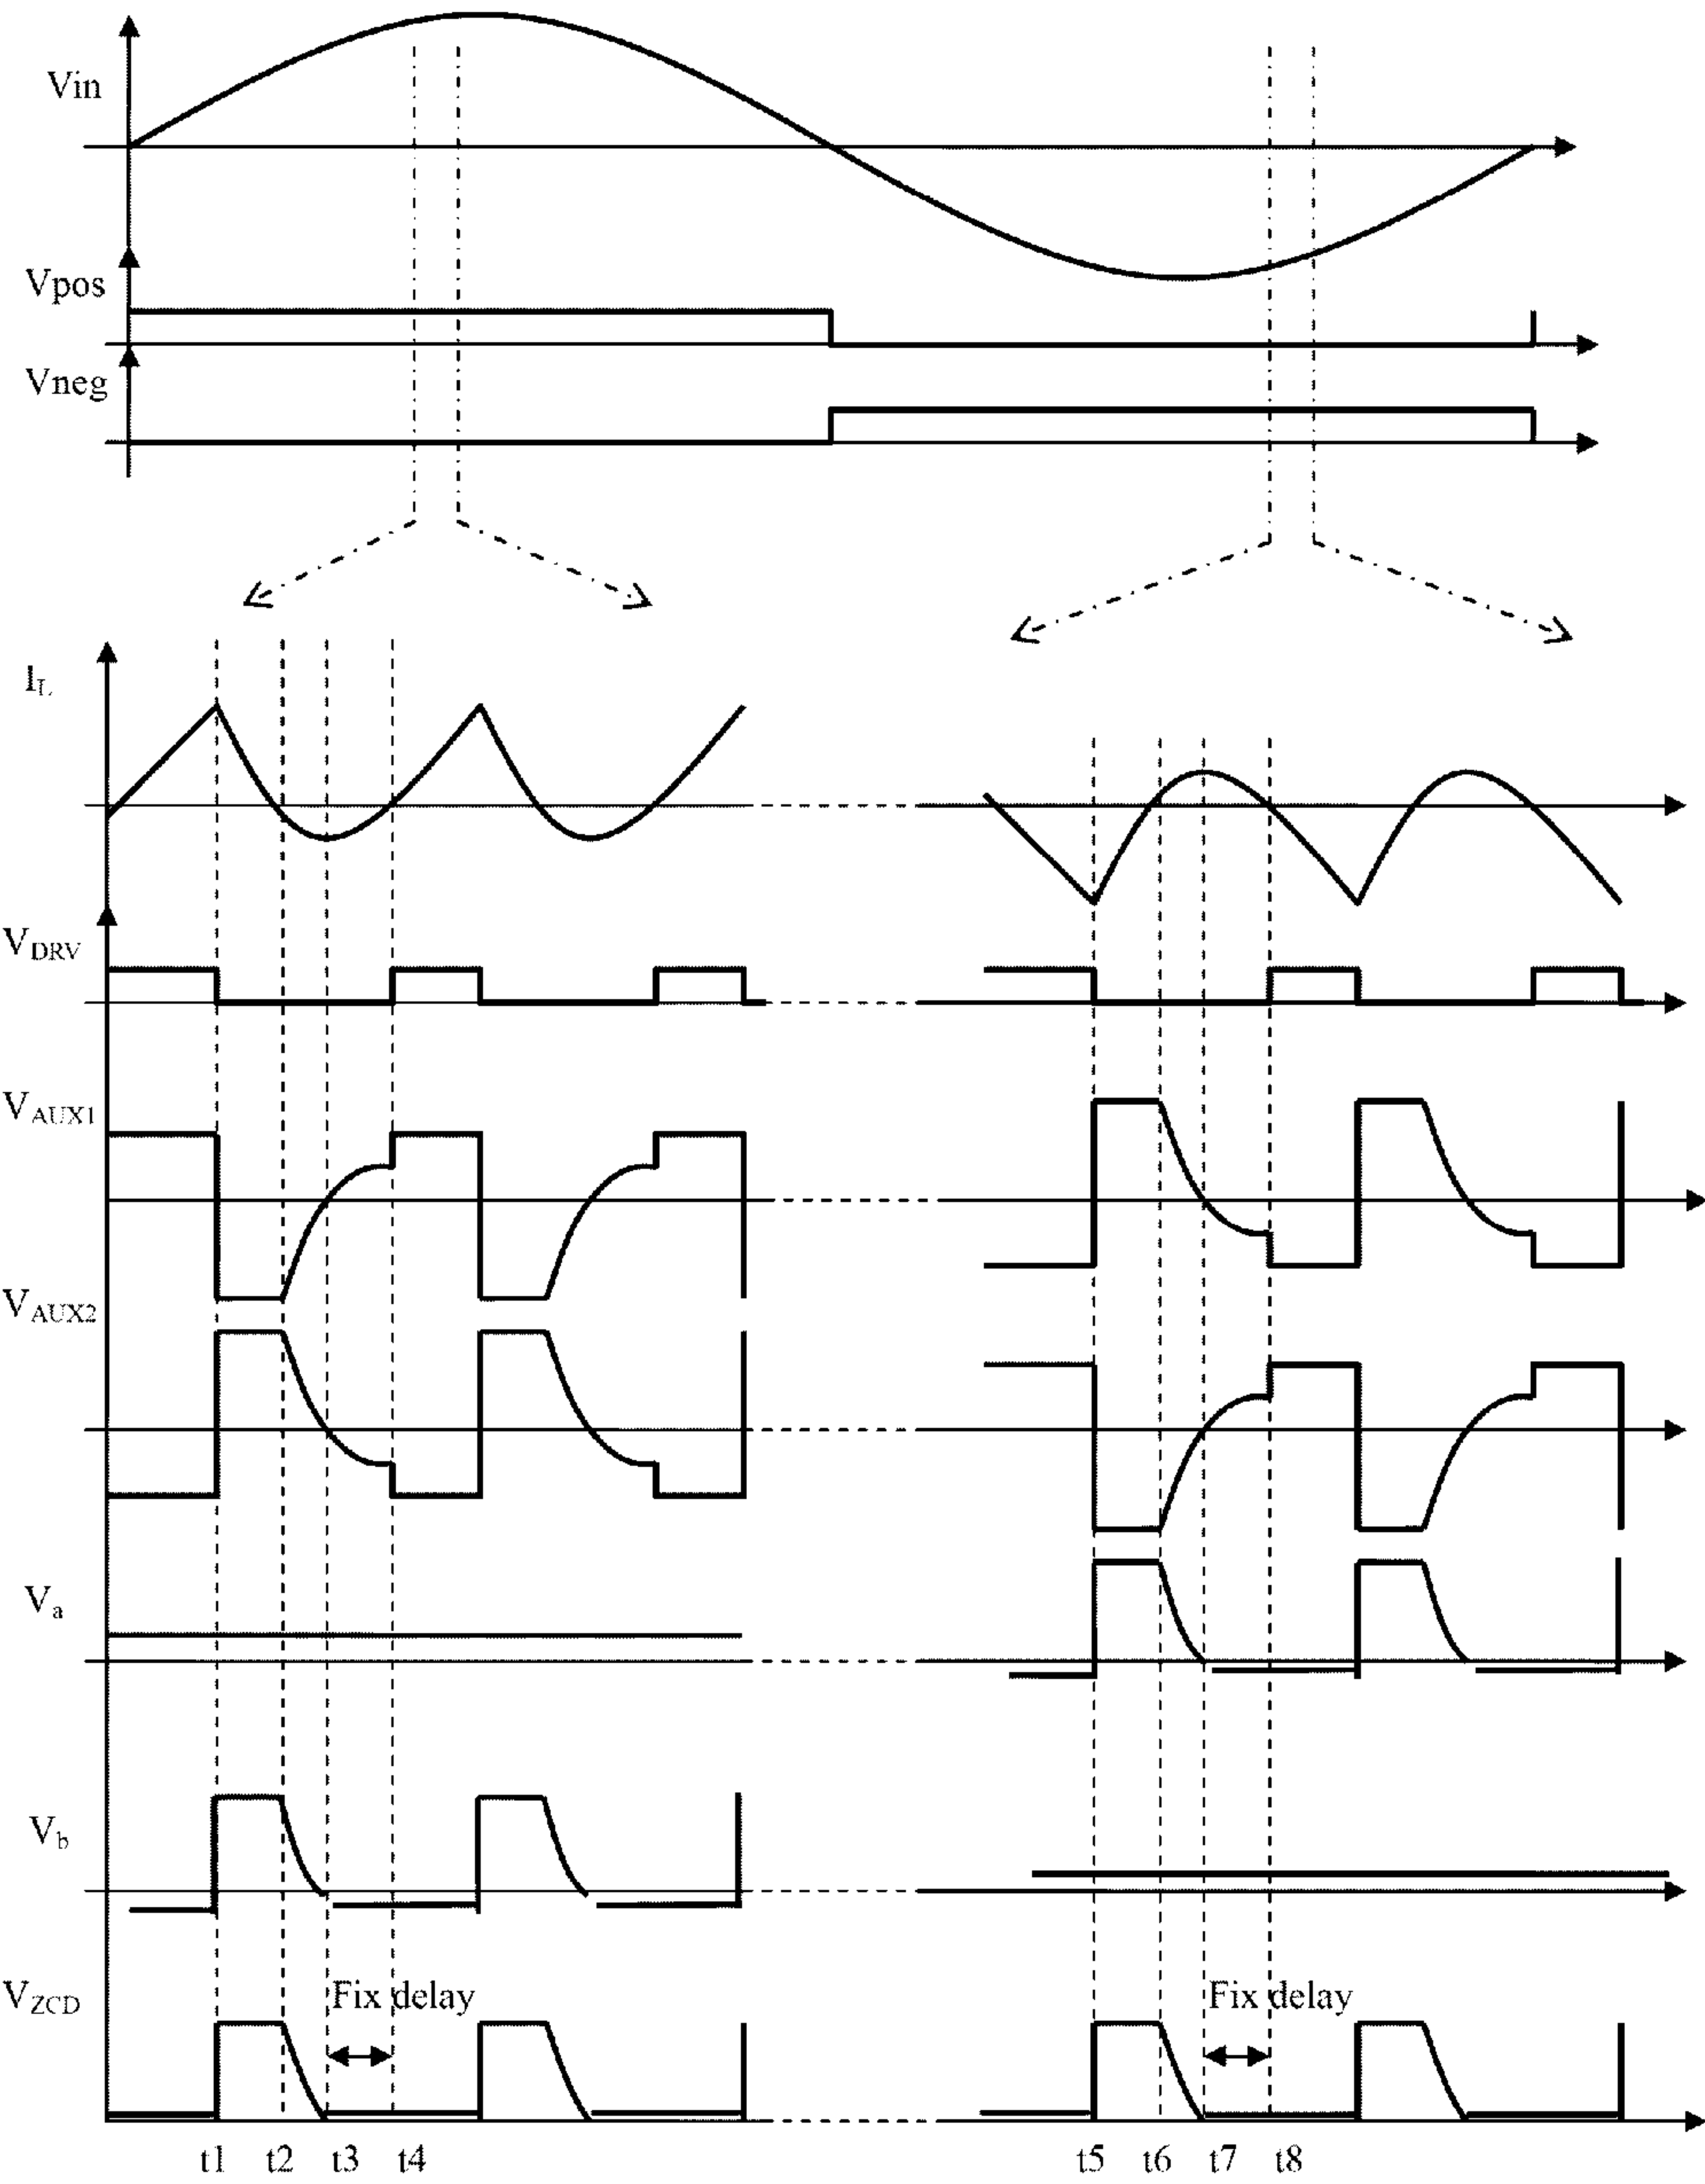 Vin
Vpos
Vneg
IL
VDRV
VAUX1
VAUX2
Va
Vb
VZCD
Fix delay
Fix delay
t1 t2 t3 t4 t5 t6 t7 t8